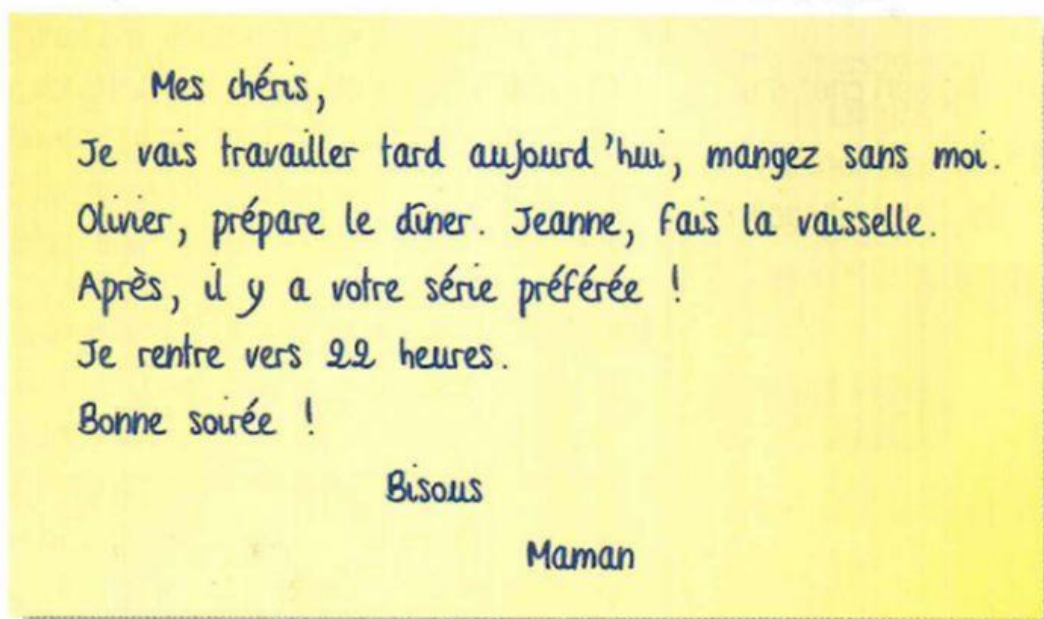 Mes chéris,
Je vais travailler tard aujourd'hui, mangez sans moi.
Olivier, prépare le dîner. Jeanne, fais la vaisselle.
Après, il y a votre série préférée !
Je rentre vers 22 heures.
Bonne soirée !
Bisous
Maman